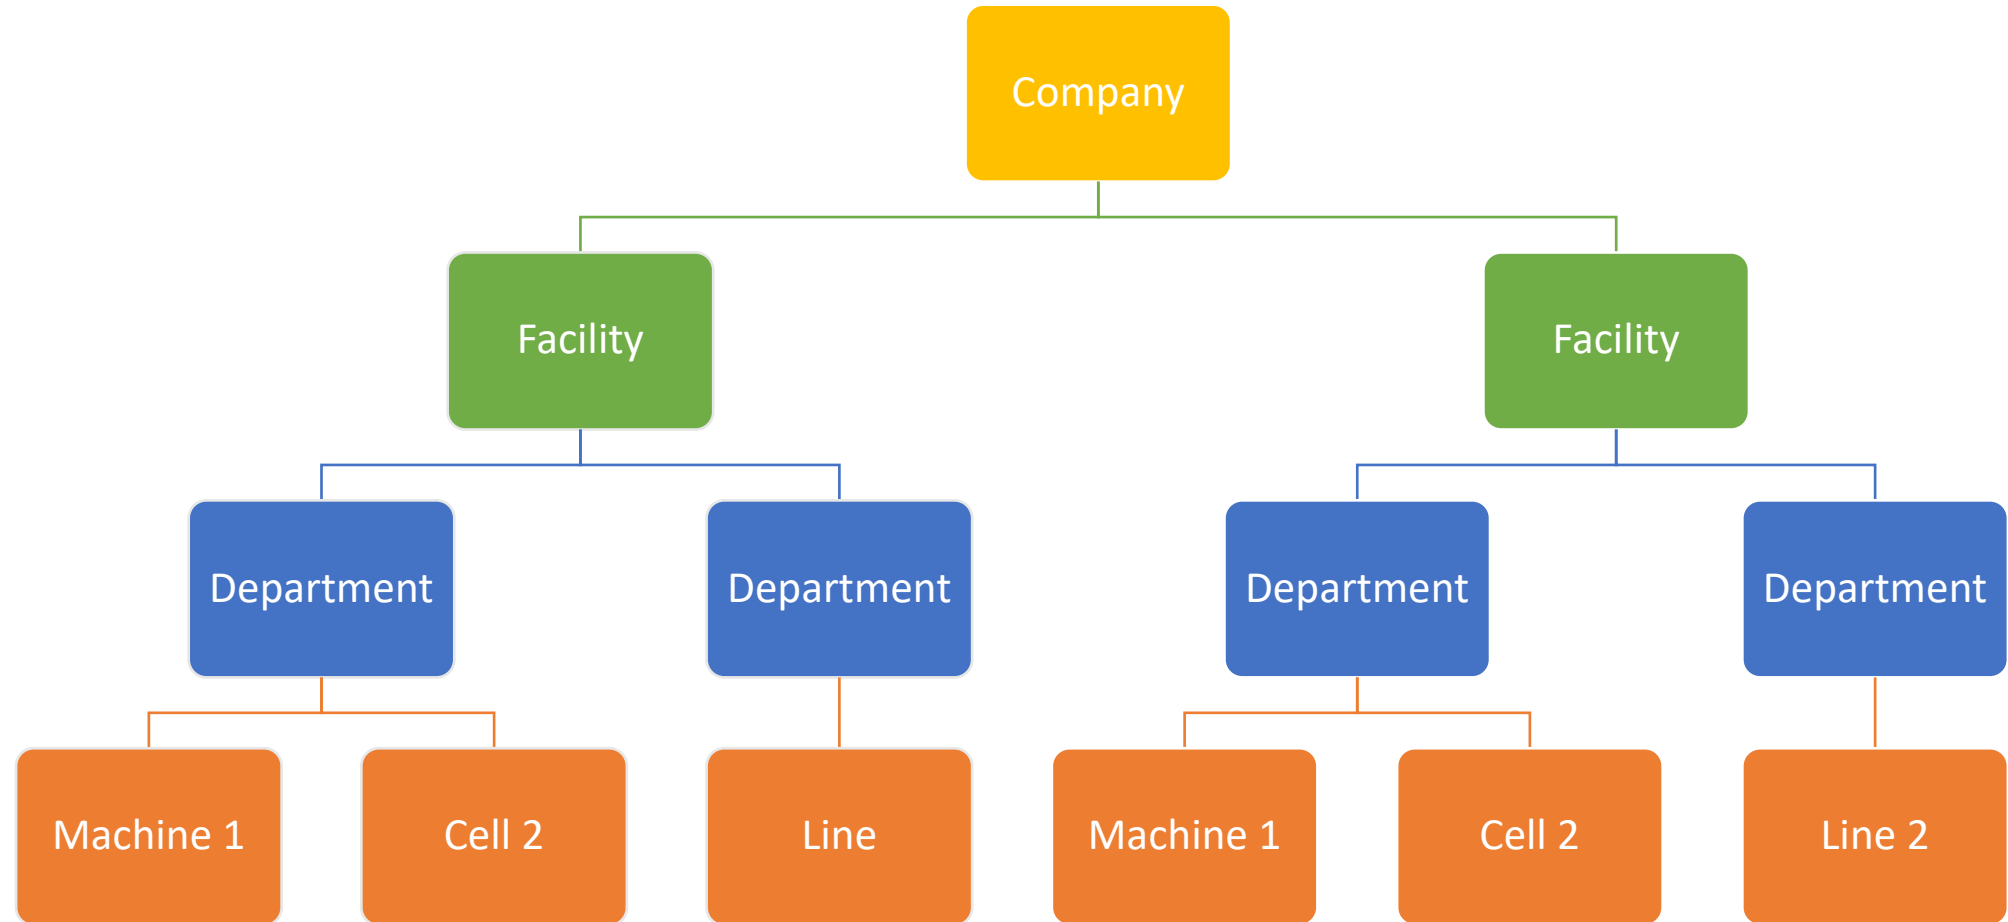 Company
Facility
Facility
Department
Department
Department
Department
Machine 1
Cell 2
Line
Machine 1
Cell 2
Line 2